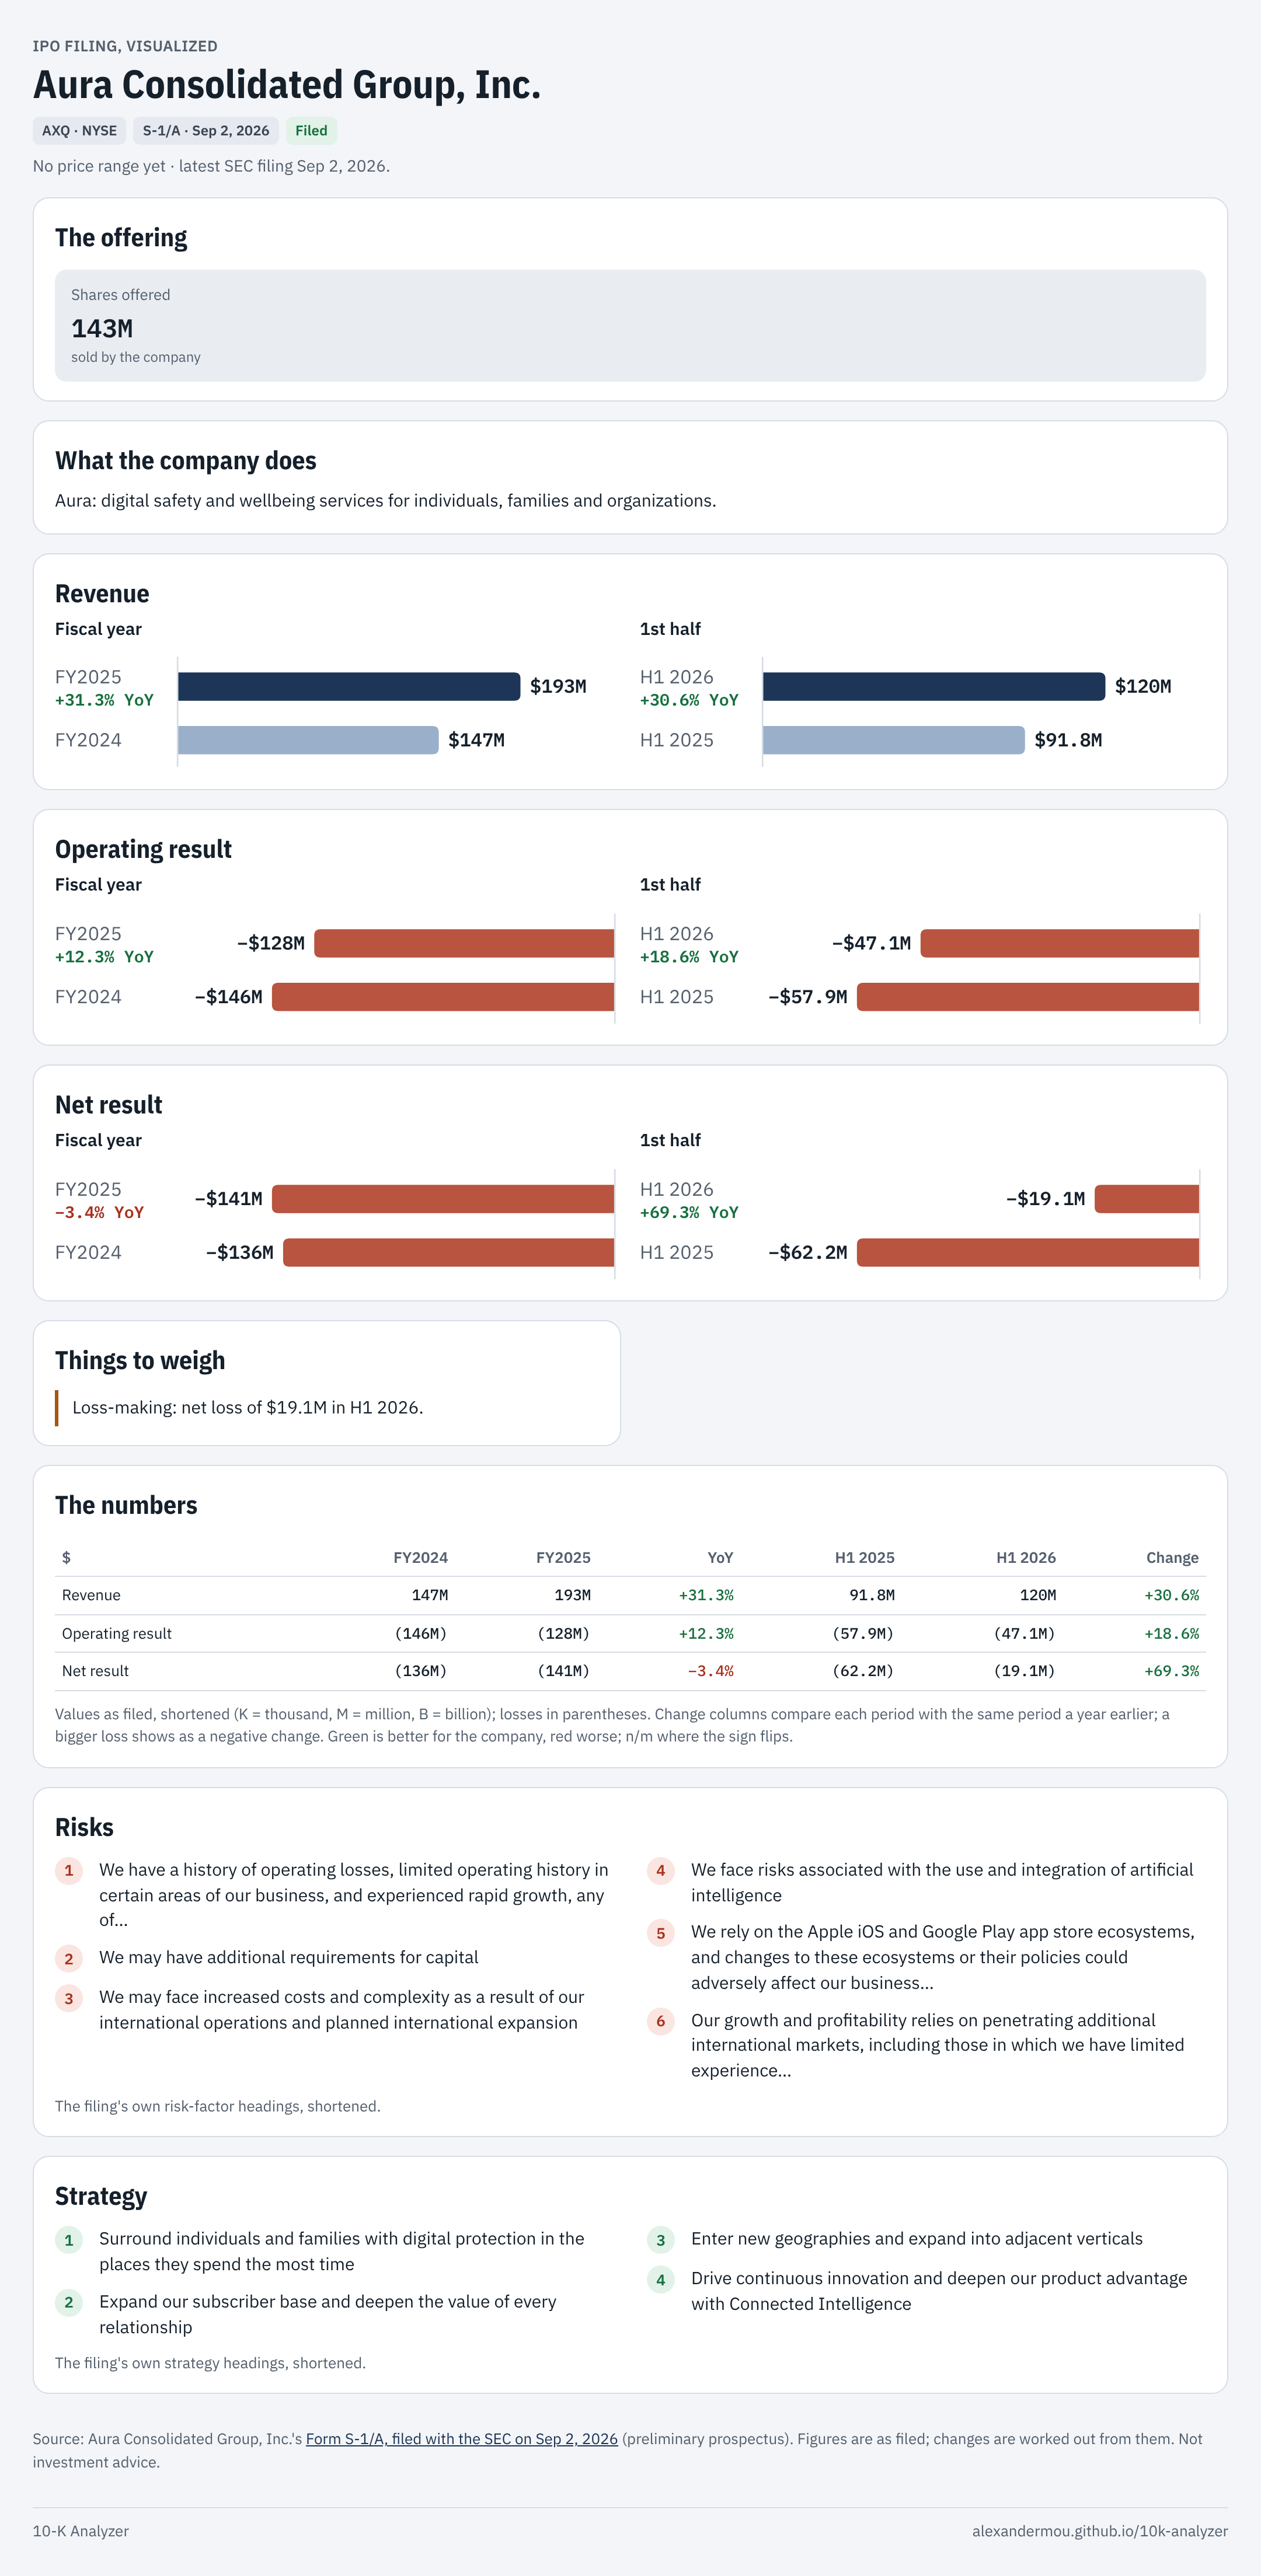 IPO FILING, VISUALIZED
Aura Consolidated Group, Inc.
AXQ · NYSE
S-1/A · Sep 2, 2026
Filed
No price range yet · latest SEC filing Sep 2, 2026.
The offering
Shares offered
143M
sold by the company
What the company does
Aura: digital safety and wellbeing services for individuals, families and organizations.
Revenue
Fiscal year
FY2025
+31.3% YoY
$193M
FY2024
$147M
1st half
H1 2026
+30.6% YoY
$120M
H1 2025
$91.8M
Operating result
Fiscal year
FY2025
+12.3% YoY
−$128M
FY2024
−$146M
1st half
H1 2026
+18.6% YoY
−$47.1M
H1 2025
−$57.9M
Net result
Fiscal year
FY2025
−3.4% YoY
−$141M
FY2024
−$136M
1st half
H1 2026
+69.3% YoY
−$19.1M
H1 2025
−$62.2M
Things to weigh
Loss-making: net loss of $19.1M in H1 2026.
The numbers
$ FY2024 FY2025 YoY H1 2025 H1 2026 Change
Revenue 147M 193M +31.3% 91.8M 120M +30.6%
Operating result (146M) (128M) +12.3% (57.9M) (47.1M) +18.6%
Net result (136M) (141M) −3.4% (62.2M) (19.1M) +69.3%
Values as filed, shortened (K = thousand, M = million, B = billion); losses in parentheses. Change columns compare each period with the same period a year earlier; a
bigger loss shows as a negative change. Green is better for the company, red worse; n/m where the sign flips.
Risks
1 We have a history of operating losses, limited operating history in
certain areas of our business, and experienced rapid growth, any
of…
2 We may have additional requirements for capital
3 We may face increased costs and complexity as a result of our
international operations and planned international expansion
4 We face risks associated with the use and integration of artificial
intelligence
5 We rely on the Apple iOS and Google Play app store ecosystems,
and changes to these ecosystems or their policies could
adversely affect our business…
6 Our growth and profitability relies on penetrating additional
international markets, including those in which we have limited
experience…
The filing's own risk-factor headings, shortened.
Strategy
1 Surround individuals and families with digital protection in the
places they spend the most time
2 Expand our subscriber base and deepen the value of every
relationship
3 Enter new geographies and expand into adjacent verticals
4 Drive continuous innovation and deepen our product advantage
with Connected Intelligence
The filing's own strategy headings, shortened.
Source: Aura Consolidated Group, Inc.'s Form S-1/A, filed with the SEC on Sep 2, 2026 (preliminary prospectus). Figures are as filed; changes are worked out from them. Not
investment advice.
10-K Analyzer
alexandermou.github.io/10k-analyzer